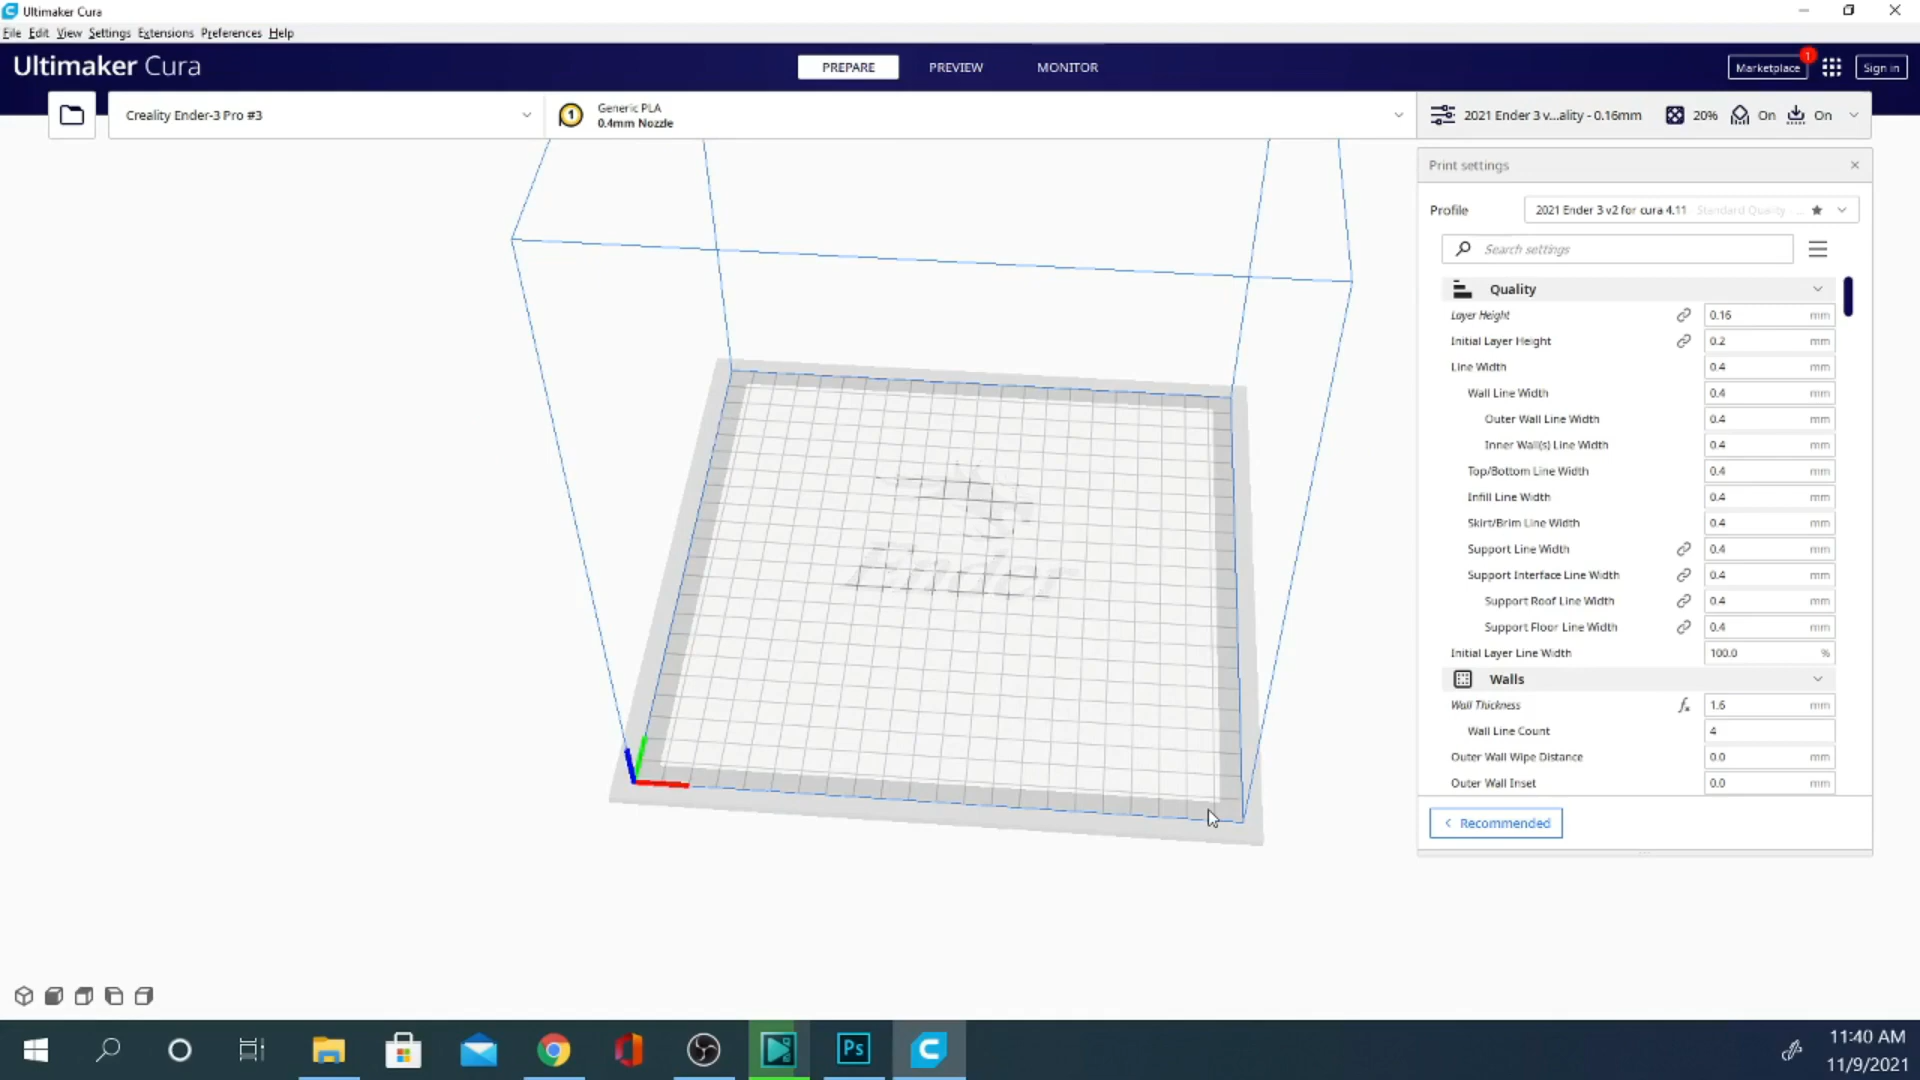 Ultimaker Cura
File Edit View Settings Extensions Preferences Help
Ultimaker Cura
PREPARE PREVIEW MONITOR
Marketplace 1 Sign in
Creality Ender-3 Pro #3
1 Generic PLA
0.4mm Nozzle
2021 Ender 3 v...ality - 0.16mm 20% On On
Print settings
Profile 2021 Ender 3 v2 for cura 4.11 Standard Quality - ...
Search settings
Quality
Layer Height 0.16 mm
Initial Layer Height 0.2 mm
Line Width 0.4 mm
Wall Line Width 0.4 mm
Outer Wall Line Width 0.4 mm
Inner Wall(s) Line Width 0.4 mm
Top/Bottom Line Width 0.4 mm
Infill Line Width 0.4 mm
Skirt/Brim Line Width 0.4 mm
Support Line Width 0.4 mm
Support Interface Line Width 0.4 mm
Support Roof Line Width 0.4 mm
Support Floor Line Width 0.4 mm
Initial Layer Line Width 100.0 %
Walls
Wall Thickness fx 1.6 mm
Wall Line Count 4
Outer Wall Wipe Distance 0.0 mm
Outer Wall Inset 0.0 mm
Recommended
Ender
Ps
11:40 AM
11/9/2021